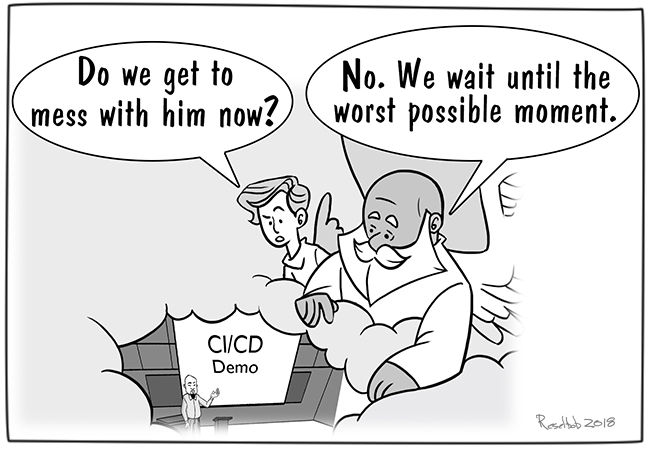 Do we get to
mess with him now?
No. We wait until the
worst possible moment.
CI/CD
Demo
2018